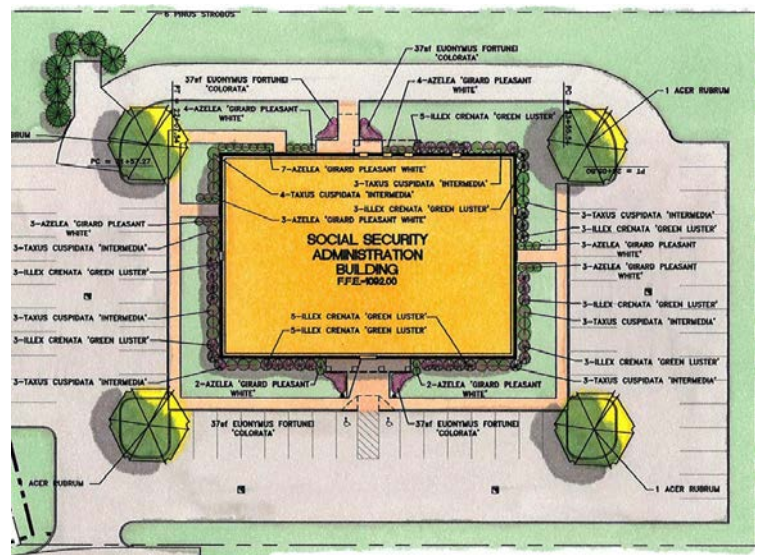 6 PINUS STROBUS
37sf EUONYMUS FORTUNEI
'COLORATA'
37sf EUONYMUS FORTUNEI
'COLORATA'
4-AZELEA "GIRARD PLEASANT
WHITE"
4-AZELEA "GIRARD PLEASANT
WHITE"
1 ACER RUBRUM
5-ILLEX CRENATA "GREEN LUSTER"
RUBRUM
PC =
PT
PC =
PT =
7-AZELEA "GIRARD PLEASANT WHITE"
3-TAXUS CUSPIDATA "INTERMEDIA"
4-TAXUS CUSPIDATA "INTERMEDIA"
3-ILLEX CRENATA "GREEN LUSTER"
3-AZELEA "GIRARD PLEASANT WHITE"
3-AZELEA "GIRARD PLEASANT
WHITE"
3-TAXUS CUSPIDATA "INTERMEDIA"
3-ILLEX CRENATA "GREEN LUSTER"
3-TAXUS CUSPIDATA "INTERMEDIA"
3-ILLEX CRENATA "GREEN LUSTER"
3-TAXUS CUSPIDATA "INTERMEDIA"
SOCIAL SECURITY
ADMINISTRATION
BUILDING
F.F.E.-1092.00
5-ILLEX CRENATA "GREEN LUSTER"
5-ILLEX CRENATA "GREEN LUSTER"
3-TAXUS CUSPIDATA "INTERMEDIA"
3-ILLEX CRENATA "GREEN LUSTER"
3-AZELEA "GIRARD PLEASANT
WHITE"
3-AZELEA "GIRARD PLEASANT
WHITE"
3-ILLEX CRENATA "GREEN LUSTER"
3-TAXUS CUSPIDATA "INTERMEDIA"
3-ILLEX CRENATA "GREEN LUSTER"
3-TAXUS CUSPIDATA "INTERMEDIA"
2-AZELEA "GIRARD PLEASANT
WHITE"
2-AZELEA "GIRARD PLEASANT
WHITE"
37sf EUONYMUS FORTUNEI
'COLORATA'
37sf EUONYMUS FORTUNEI
'COLORATA'
ACER RUBRUM
1 ACER RUBRUM